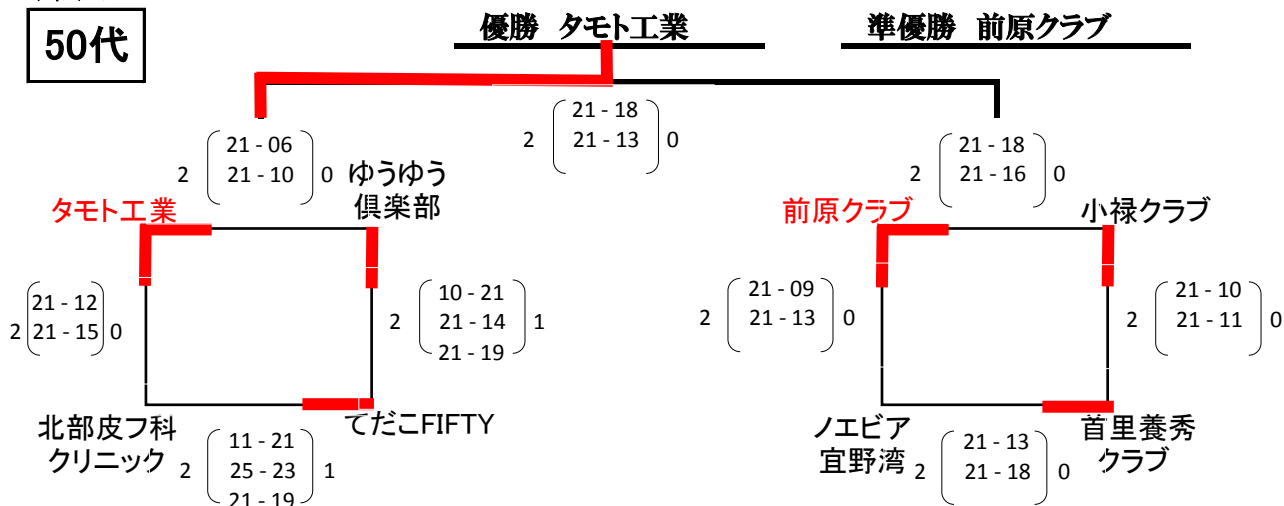 50代
優勝 タモト工業
準優勝 前原クラブ
2 21 - 18 0
21 - 13
2 21 - 06 0
21 - 10
2 21 - 18 0
21 - 16
タモト工業
ゆうゆう
倶楽部
前原クラブ
小禄クラブ
2 21 - 12 0
21 - 15
2 10 - 21 1
21 - 14
21 - 19
2 21 - 09 0
21 - 13
2 21 - 10 0
21 - 11
北部皮フ科
クリニック
てだこFIFTY
ノエビア
宜野湾
首里養秀
クラブ
2 11 - 21 1
25 - 23
21 - 19
2 21 - 13 0
21 - 18